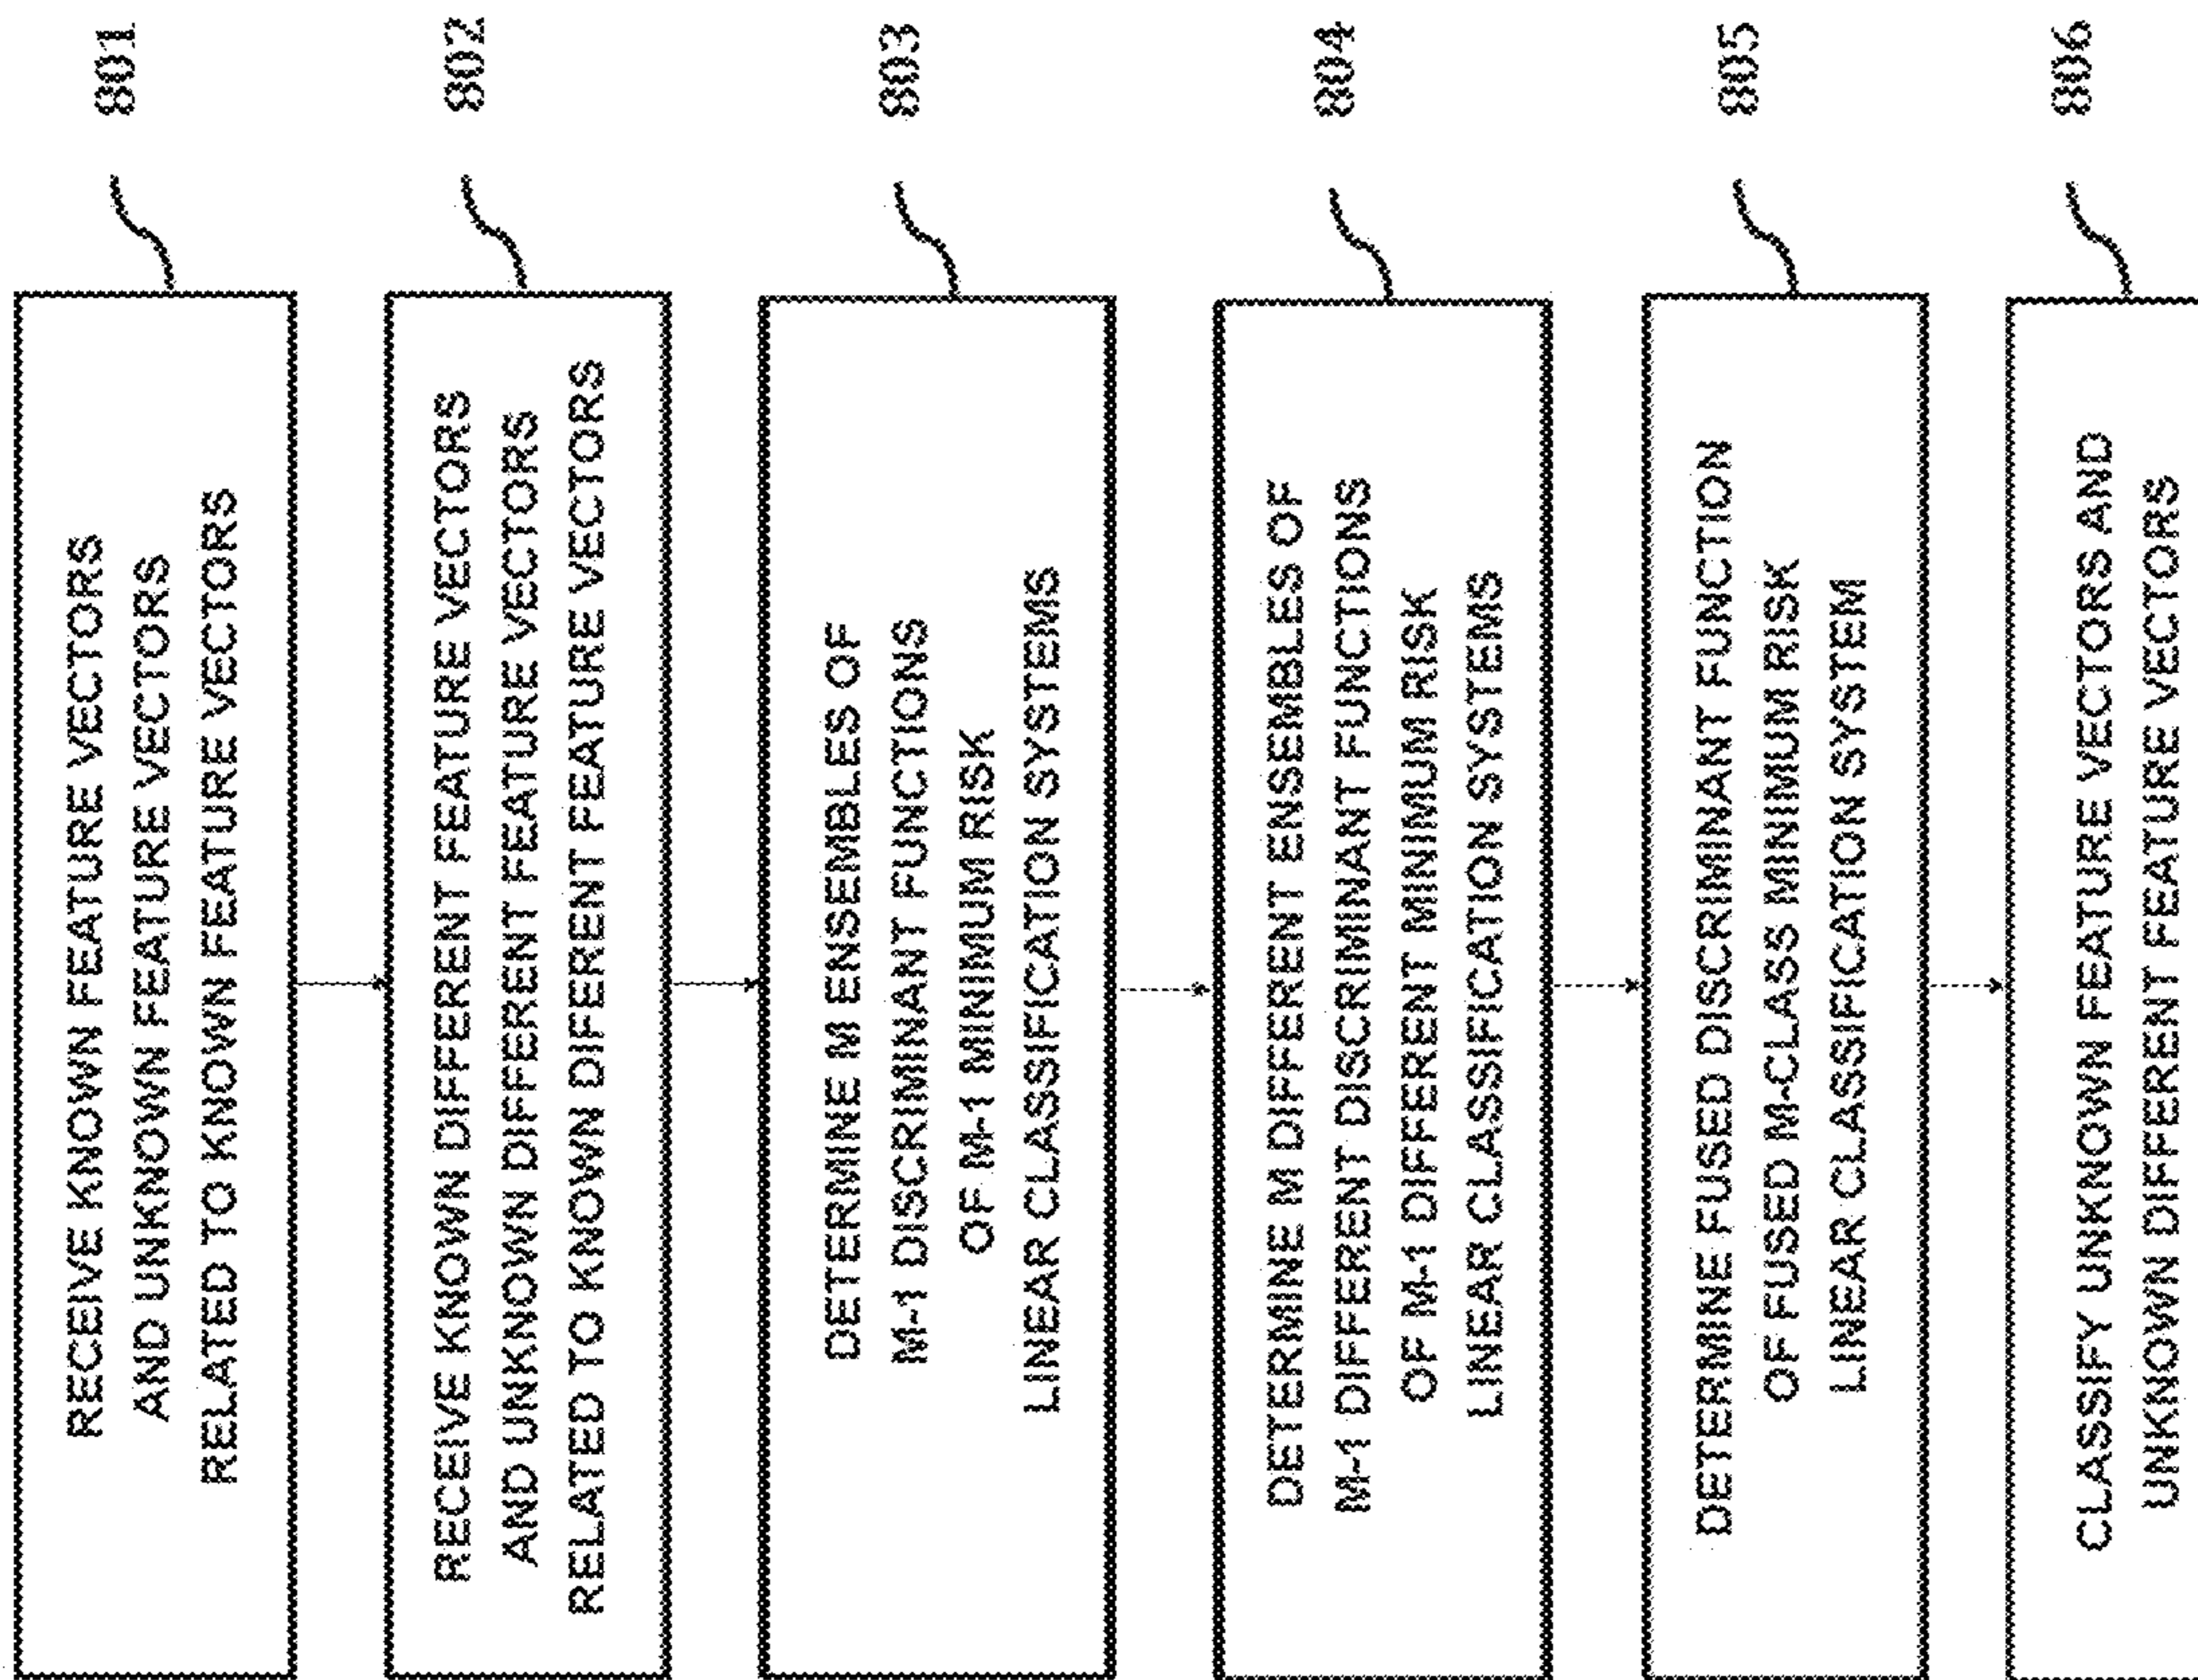 RECEIVE KNOWN FEATURE VECTORS
AND UNKNOWN FEATURE VECTORS
RELATED TO KNOWN FEATURE VECTORS
801
RECEIVE KNOWN DIFFERENT FEATURE VECTORS
AND UNKNOWN DIFFERENT FEATURE VECTORS
RELATED TO KNOWN DIFERENT FEATURE VECTORS
802
DETERMINE M ENSEMBLES OF
M-1 DISCRIMINANT FUNCTIONS
OF M-1 MINIMUM RISK
LINEAR CLASSIFICATION SYSTEMS
803
DETERMINE M DIFFERENT ENSEMBLES OF
M-1 DIFFERENT DISCRIMINANT FUNCTIONS
OF M-1 DIFFERENT MINIMUM RISK
LINEAR CLASSIFICATION SYSTEMS
804
DETERMINE FUSED DISCRIMINANT FUNCTION
OF FUSED M-CLASS MINIMUM RISK
LINEAR CLASSIFICATION SYSTEM
805
CLASSIFY UNKNOWN FEATURE VECTORS AND
UNKNOWN DIFFERENT FEATURE VECTORS
806